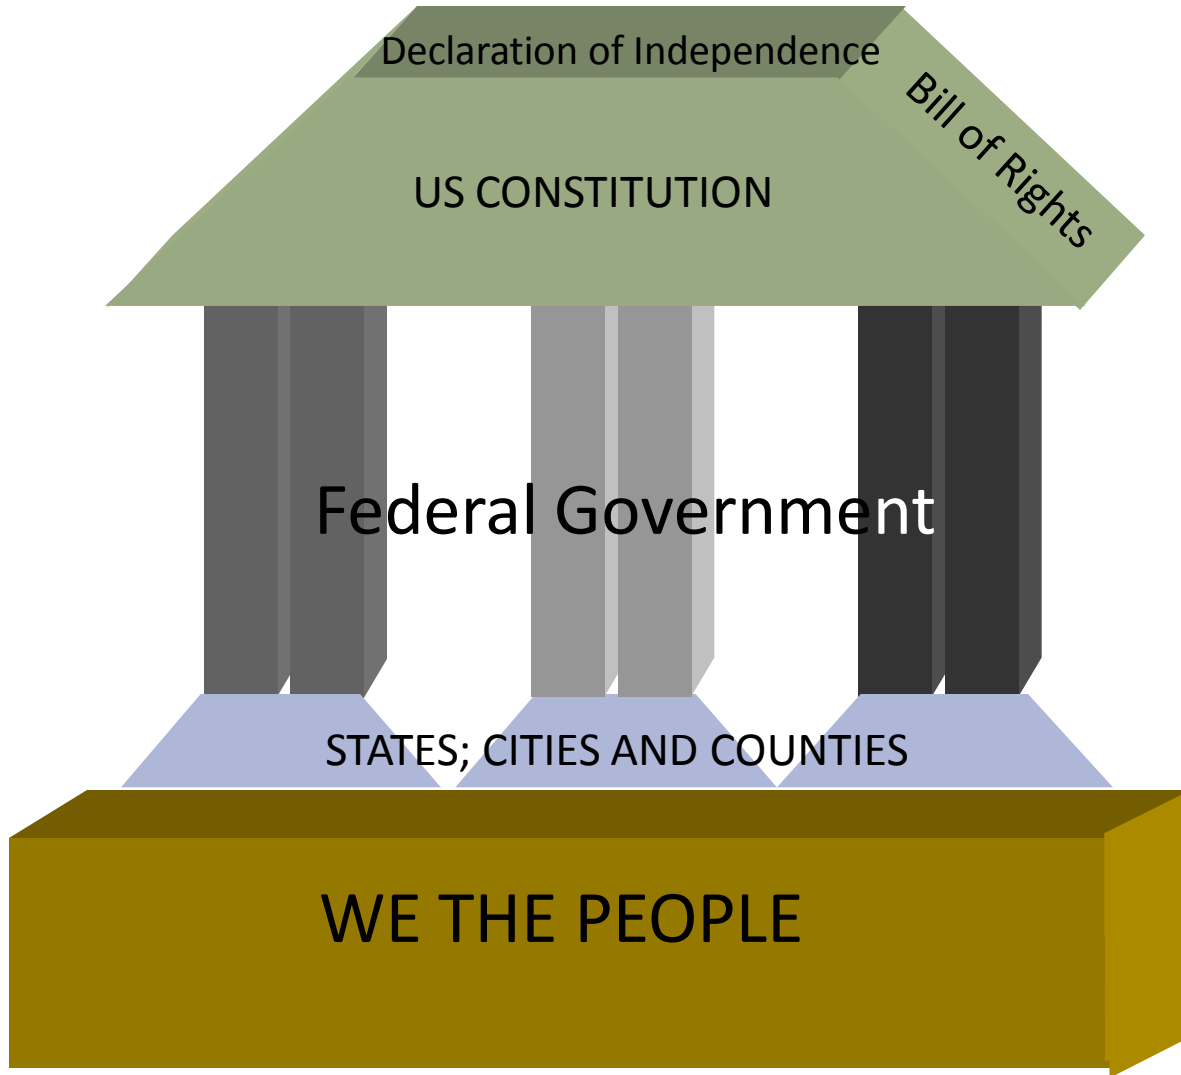 Declaration of Independence
Bill of Rights
US CONSTITUTION
Federal Government
STATES; CITIES AND COUNTIES
WE THE PEOPLE